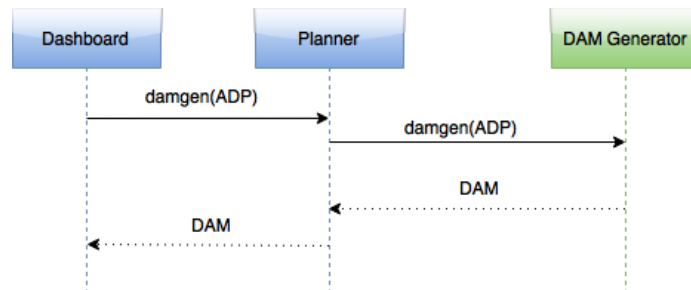 Dashboard
Planner
DAM Generator
damgen(ADP)
damgen(ADP)
DAM
DAM